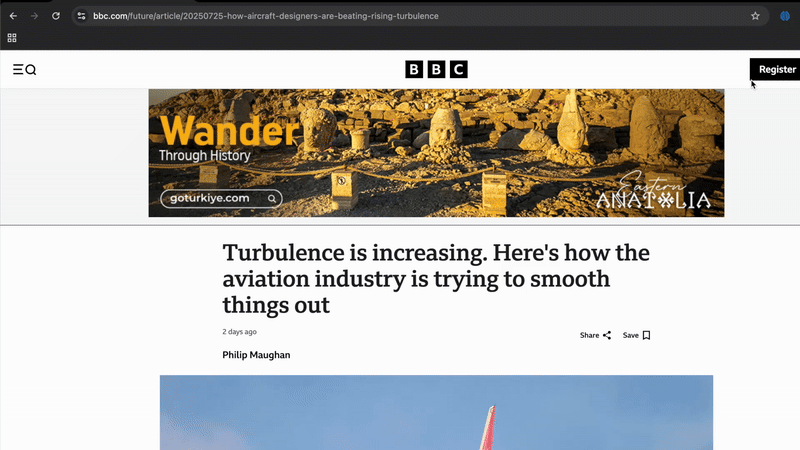 bbc.com/future/article/20250725-how-aircraft-designers-are-beating-rising-turbulence
BBC
Register
Wander
Through History
goturkiye.com
Eastern
ANATOLIA
Turbulence is increasing. Here's how the
aviation industry is trying to smooth
things out
2 days ago
Share
Save
Philip Maughan